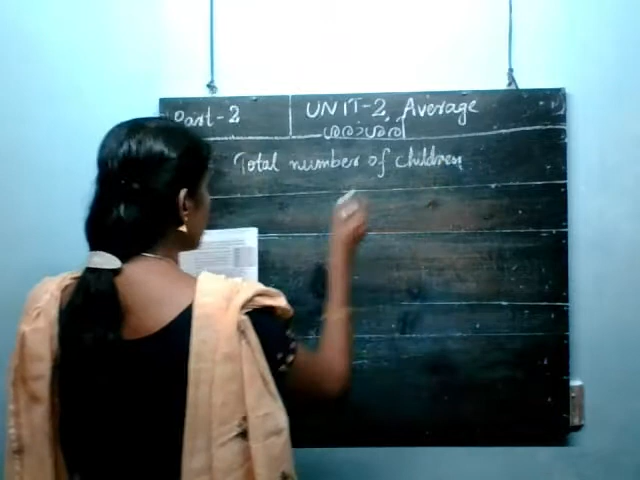 Part-2
UNIT-2, Average
ശരാശരി
Total number of children